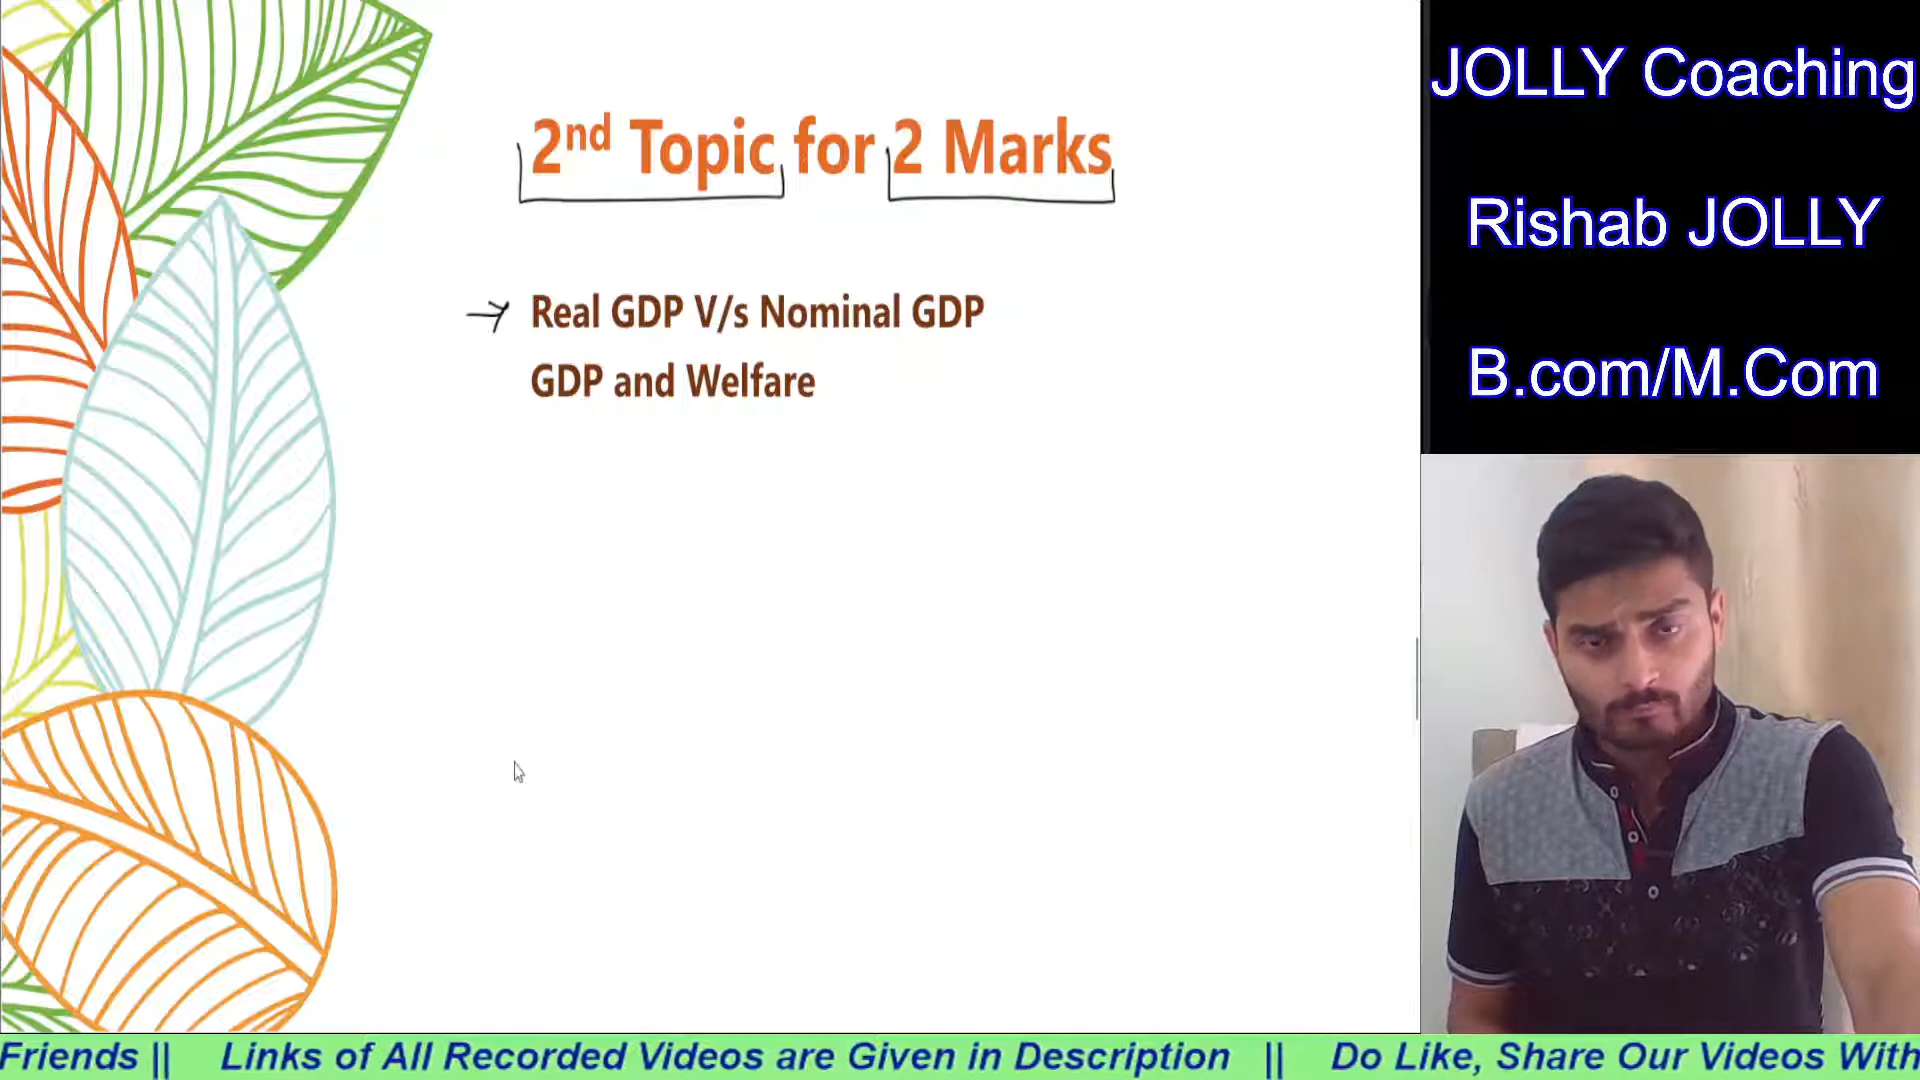 2nd Topic for 2 Marks
Real GDP V/s Nominal GDP
GDP and Welfare
JOLLY Coaching
Rishab JOLLY
B.com/M.Com
Friends || Links of All Recorded Videos are Given in Description || Do Like, Share Our Videos With